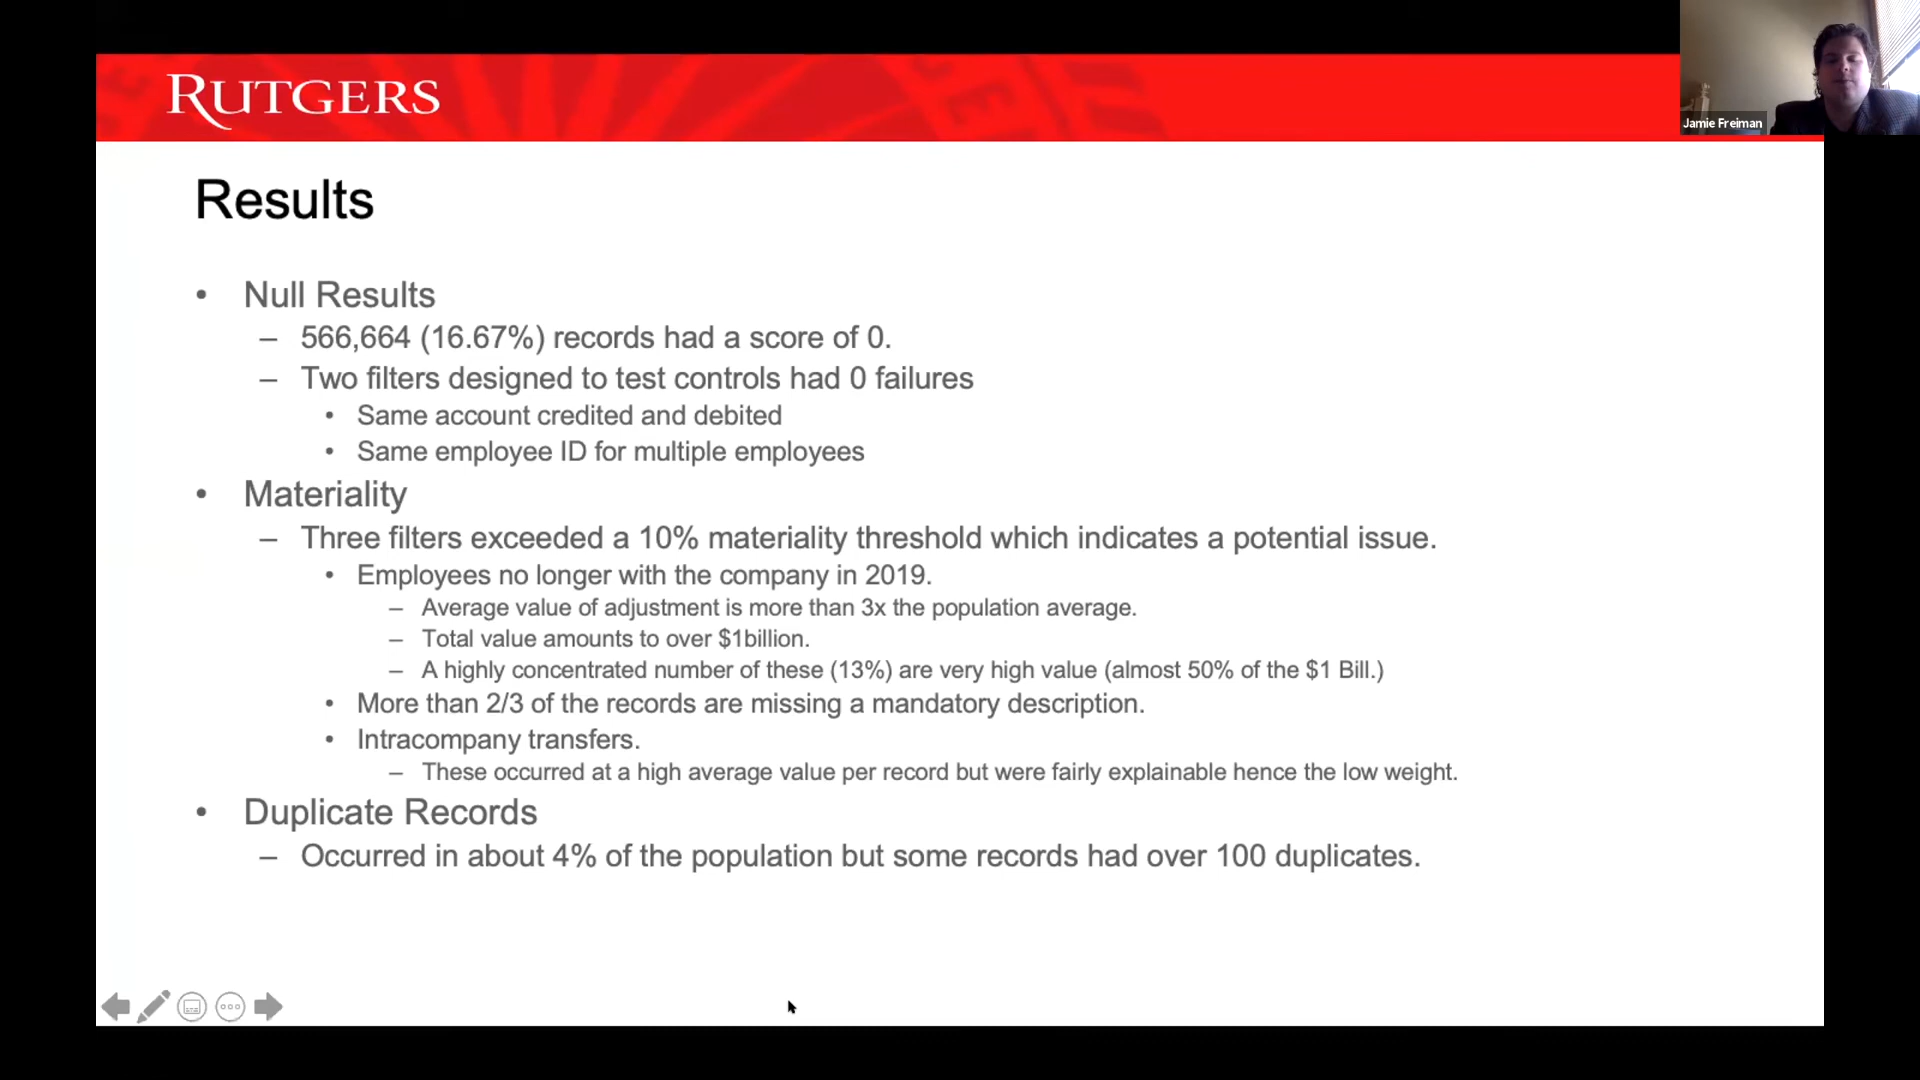 RUTGERS
Jamie Freiman
Results
• Null Results
– 566,664 (16.67%) records had a score of 0.
– Two filters designed to test controls had 0 failures
• Same account credited and debited
• Same employee ID for multiple employees
• Materiality
– Three filters exceeded a 10% materiality threshold which indicates a potential issue.
• Employees no longer with the company in 2019.
– Average value of adjustment is more than 3x the population average.
– Total value amounts to over $1billion.
– A highly concentrated number of these (13%) are very high value (almost 50% of the $1 Bill.)
• More than 2/3 of the records are missing a mandatory description.
• Intracompany transfers.
– These occurred at a high average value per record but were fairly explainable hence the low weight.
• Duplicate Records
– Occurred in about 4% of the population but some records had over 100 duplicates.